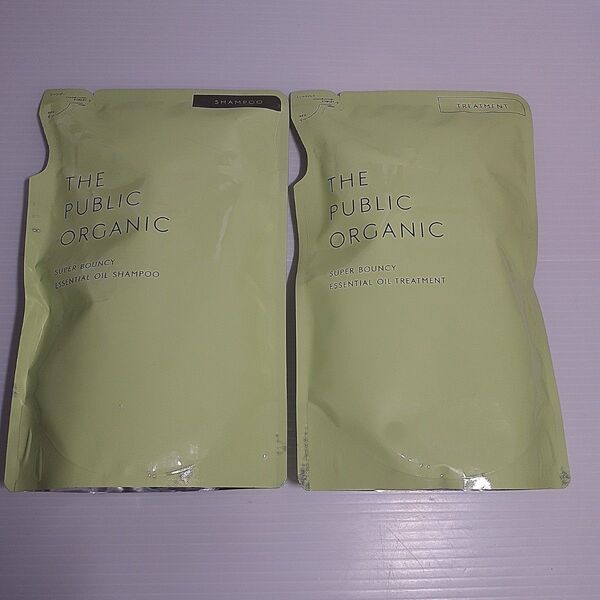 SHAMPOO
THE
PUBLIC
ORGANIC
SUPER BOUNCY
ESSENTIAL OIL SHAMPOO
TREATMENT
THE
PUBLIC
ORGANIC
SUPER BOUNCY
ESSENTIAL OIL TREATMENT